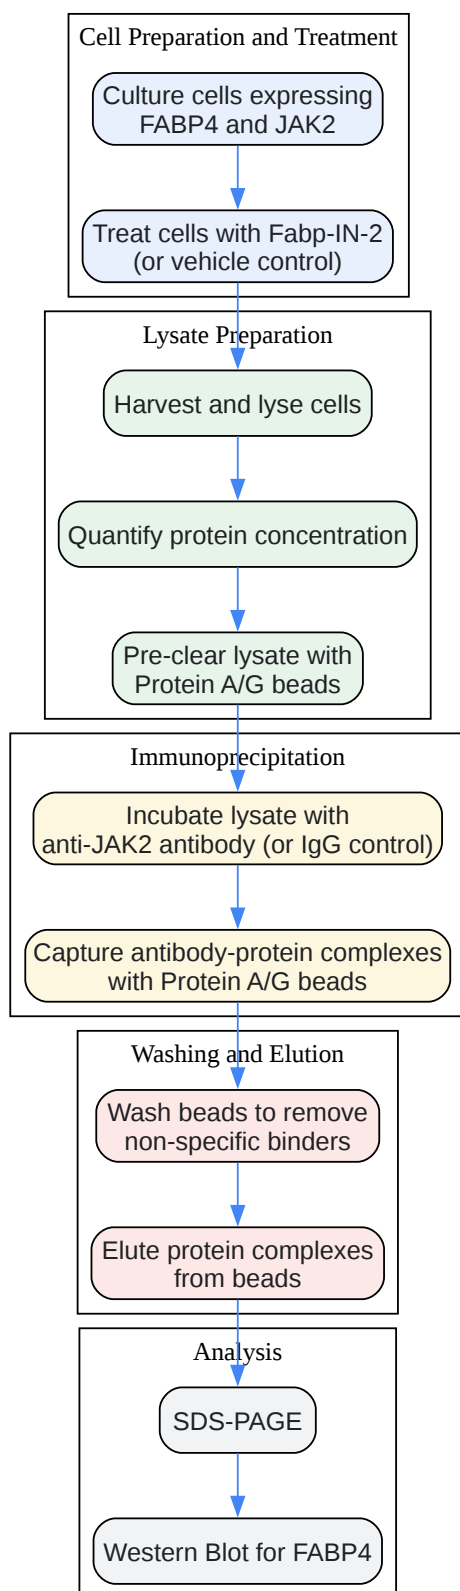 Cell Preparation and Treatment
Culture cells expressing
FABP4 and JAK2
Treat cells with Fabp-IN-2
(or vehicle control)
Lysate Preparation
Harvest and lyse cells
Quantify protein concentration
Pre-clear lysate with
Protein A/G beads
Immunoprecipitation
Incubate lysate with
anti-JAK2 antibody (or IgG control)
Capture antibody-protein complexes
with Protein A/G beads
Washing and Elution
Wash beads to remove
non-specific binders
Elute protein complexes
from beads
Analysis
SDS-PAGE
Western Blot for FABP4